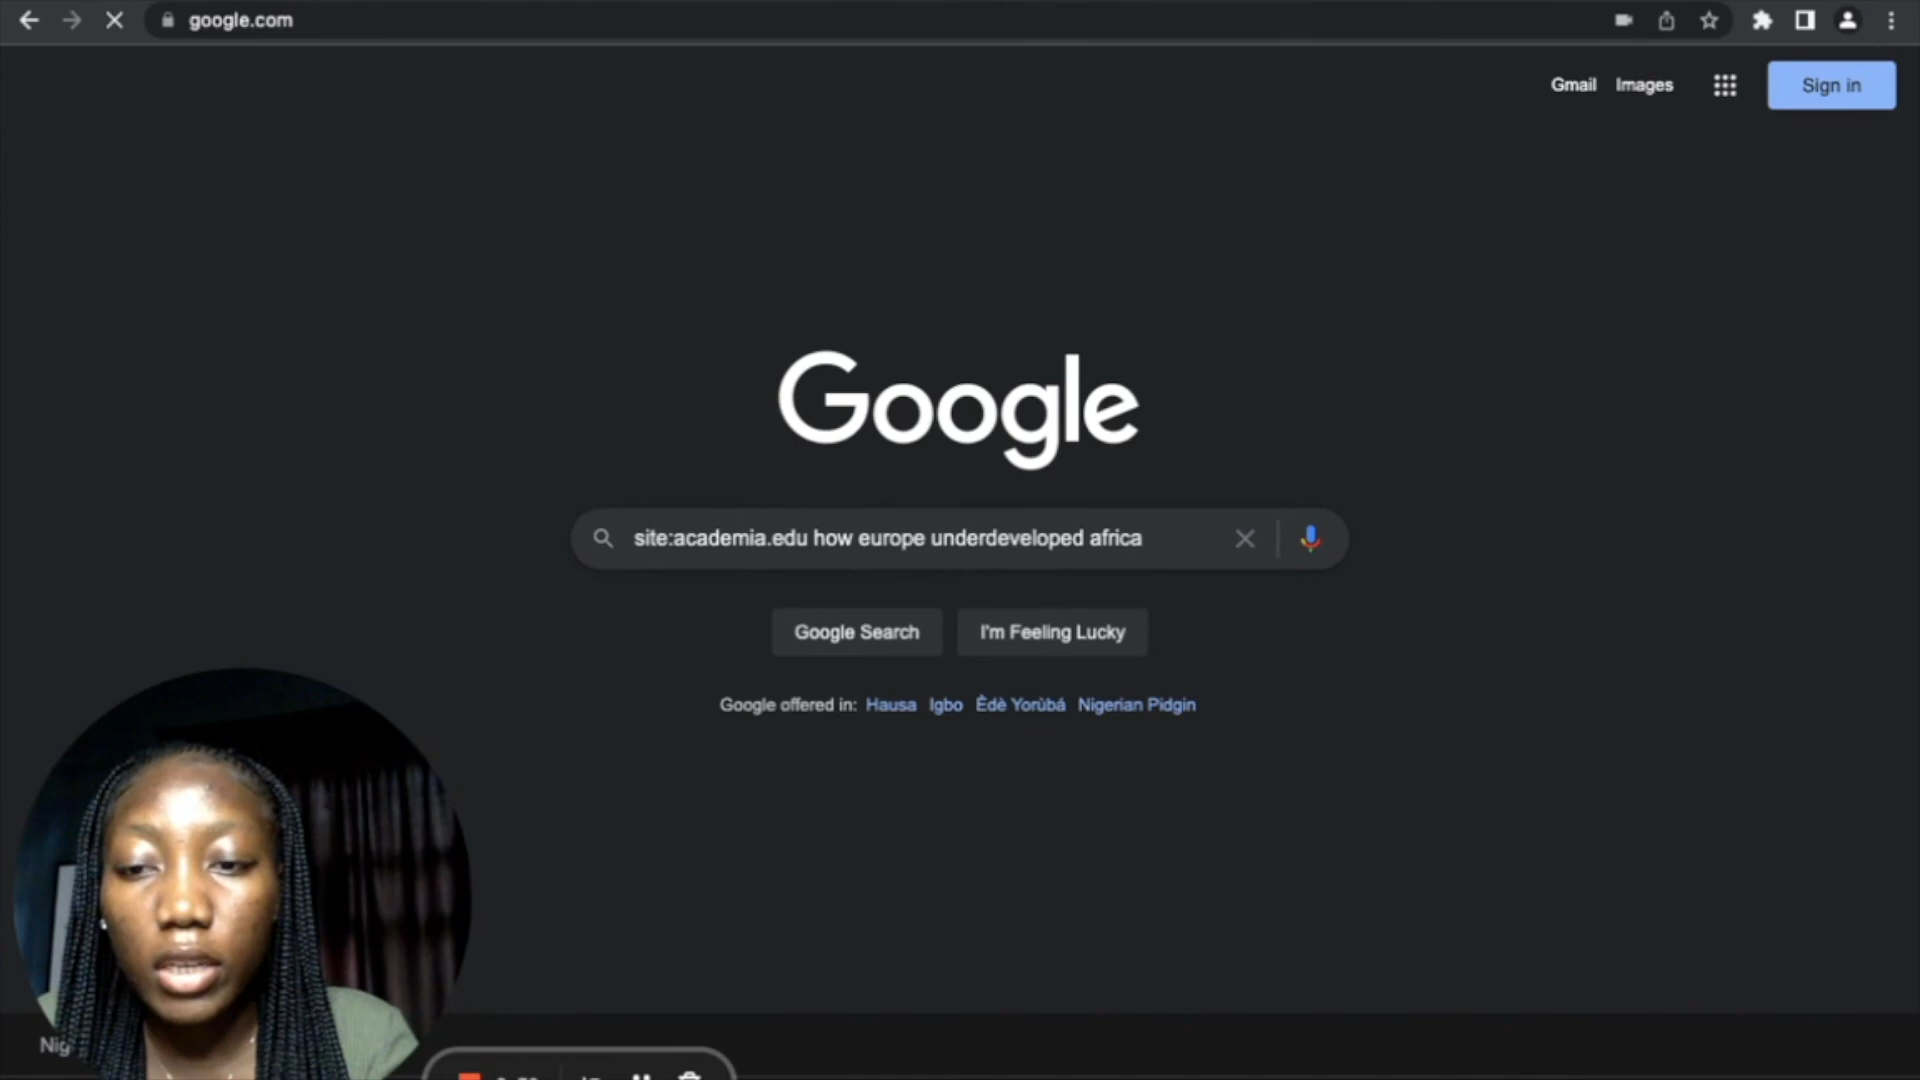 google.com
Gmail Images Sign in
Google
site:academia.edu how europe underdeveloped africa
Google Search I'm Feeling Lucky
Google offered in: Hausa Igbo Èdè Yorùbá Nigerian Pidgin
Nig